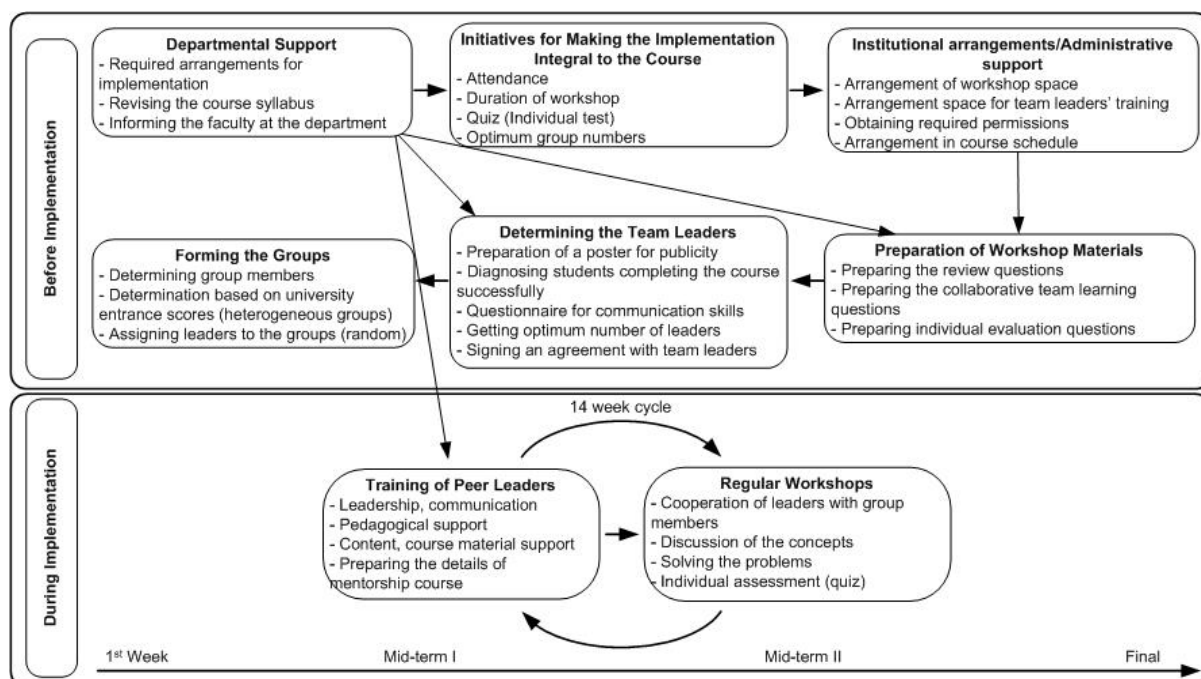 Before Implementation
Departmental Support
- Required arrangements for
implementation
- Revising the course syllabus
- Informing the faculty at the department
Initiatives for Making the Implementation
Integral to the Course
- Attendance
- Duration of workshop
- Quiz (Individual test)
- Optimum group numbers
Institutional arrangements/Administrative
support
- Arrangement of workshop space
- Arrangement space for team leaders' training
- Obtaining required permissions
- Arrangement in course schedule
Forming the Groups
- Determining group members
- Determination based on university
entrance scores (heterogeneous groups)
- Assigning leaders to the groups (random)
Determining the Team Leaders
- Preparation of a poster for publicity
- Diagnosing students completing the course
successfully
- Questionnaire for communication skills
- Getting optimum number of leaders
- Signing an agreement with team leaders
Preparation of Workshop Materials
- Preparing the review questions
- Preparing the collaborative team learning
questions
- Preparing individual evaluation questions
During Implementation
14 week cycle
Training of Peer Leaders
- Leadership, communication
- Pedagogical support
- Content, course material support
- Preparing the details of
mentorship course
Regular Workshops
- Cooperation of leaders with group
members
- Discussion of the concepts
- Solving the problems
- Individual assessment (quiz)
1st Week
Mid-term I
Mid-term II
Final